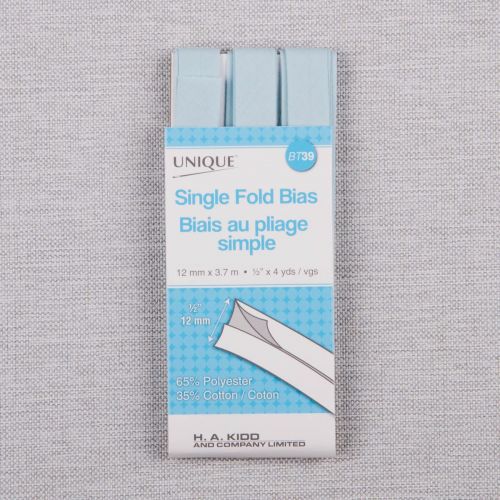 UNIQUE
BT39
Single Fold Bias
Biais au pliage
simple
12 mm x 3.7 m • ½" x 4 yds / vgs
½"
12 mm
65% Polyester
35% Cotton / Coton
H. A. KIDD
AND COMPANY LIMITED